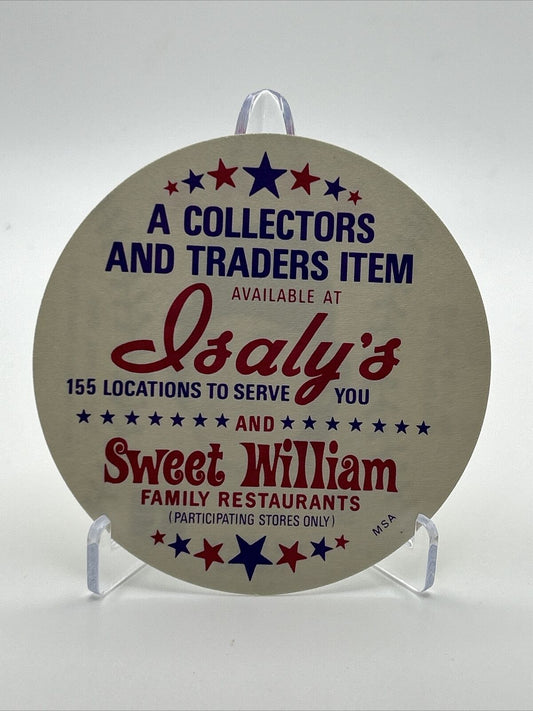 A COLLECTORS
AND TRADERS ITEM
AVAILABLE AT
Isaly's
155 LOCATIONS TO SERVE YOU
AND
Sweet William
FAMILY RESTAURANTS
(PARTICIPATING STORES ONLY)
MSA